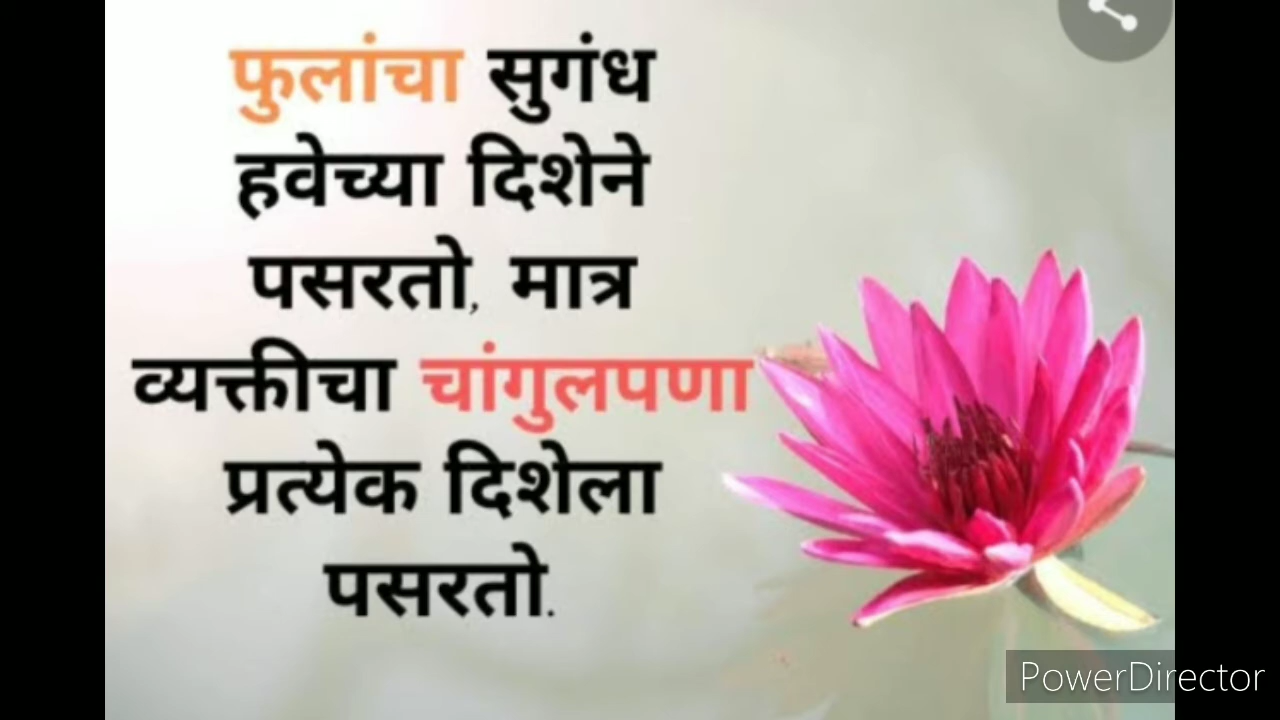 फुलांचा सुगंध
हवेच्या दिशेने
पसरतो, मात्र
व्यक्तीचा चांगुलपणा
प्रत्येक दिशेला
पसरतो.
PowerDirector